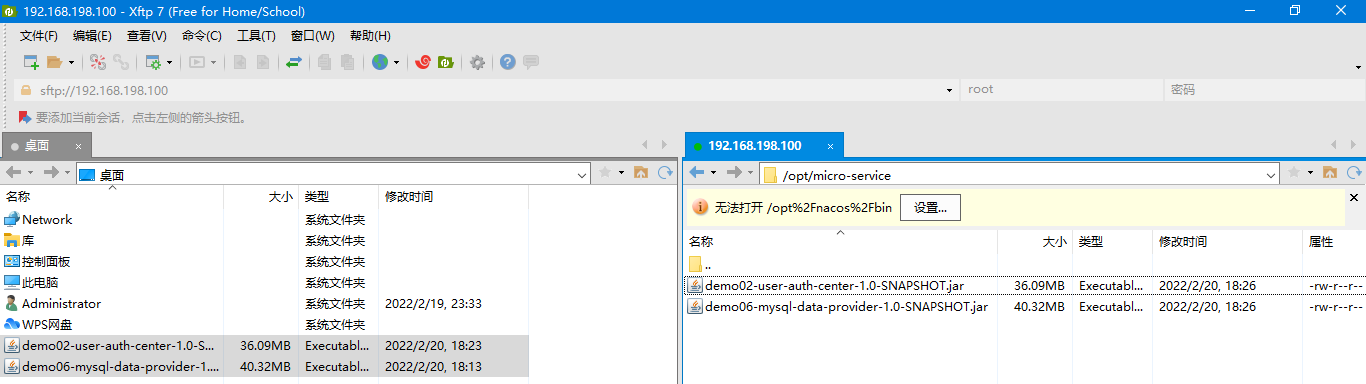 192.168.198.100 - Xftp 7 (Free for Home/School)
文件(F) 编辑(E) 查看(V) 命令(C) 工具(T) 窗口(W) 帮助(H)
sftp://192.168.198.100 root 密码
要添加当前会话，点击左侧的箭头按钮。
桌面 ×
桌面
名称 大小 类型 修改时间
Network 系统文件夹
库 系统文件夹
控制面板 系统文件夹
此电脑 系统文件夹
Administrator 系统文件夹 2022/2/19, 23:33
WPS网盘 系统文件夹
demo02-user-auth-center-1.0-S... 36.09MB Executabl... 2022/2/20, 18:23
demo06-mysql-data-provider-1.... 40.32MB Executabl... 2022/2/20, 18:13
192.168.198.100 ×
/opt/micro-service
无法打开 /opt%2Fnacos%2Fbin 设置...
名称 大小 类型 修改时间 属性
..
demo02-user-auth-center-1.0-SNAPSHOT.jar 36.09MB Executabl... 2022/2/20, 18:26 -rw-r--r--
demo06-mysql-data-provider-1.0-SNAPSHOT.jar 40.32MB Executabl... 2022/2/20, 18:26 -rw-r--r--